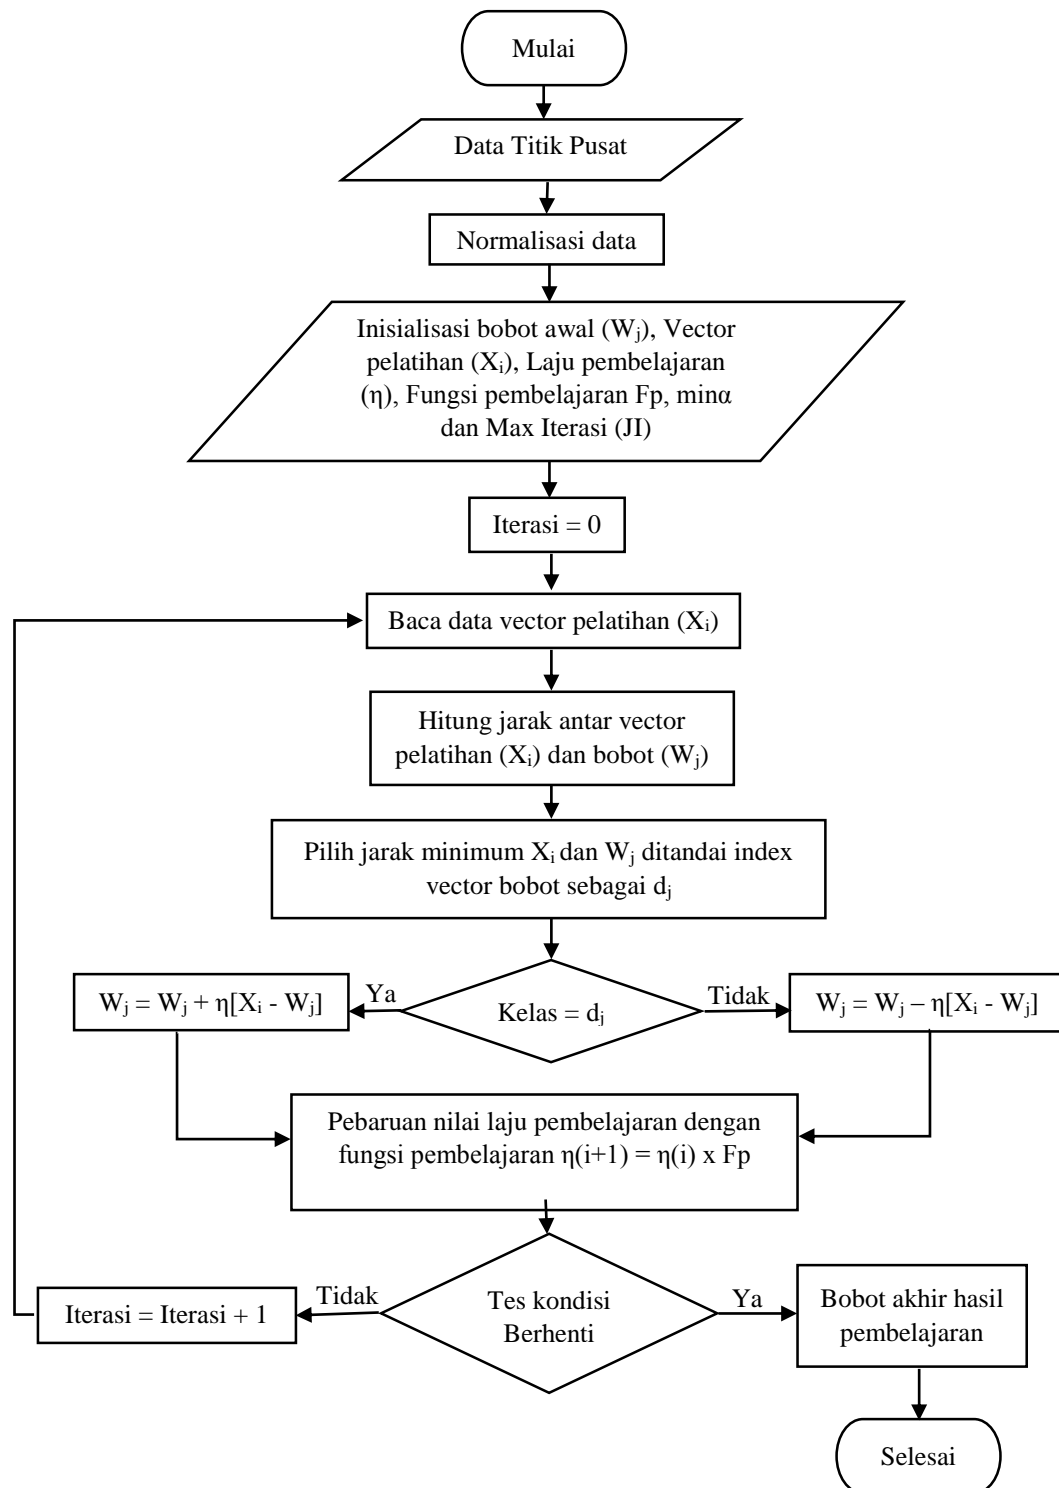 Mulai
Data Titik Pusat
Normalisasi data
Inisialisasi bobot awal (Wⱼ), Vector
pelatihan (Xᵢ), Laju pembelajaran
(η), Fungsi pembelajaran Fp, minα
dan Max Iterasi (JI)
Iterasi = 0
Baca data vector pelatihan (Xᵢ)
Hitung jarak antar vector
pelatihan (Xᵢ) dan bobot (Wⱼ)
Pilih jarak minimum Xᵢ dan Wⱼ ditandai index
vector bobot sebagai dⱼ
Wⱼ = Wⱼ + η[Xᵢ - Wⱼ]
Ya
Kelas = dⱼ
Tidak
Wⱼ = Wⱼ – η[Xᵢ - Wⱼ]
Pebaruan nilai laju pembelajaran dengan
fungsi pembelajaran η(i+1) = η(i) x Fp
Iterasi = Iterasi + 1
Tidak
Tes kondisi
Berhenti
Ya
Bobot akhir hasil
pembelajaran
Selesai